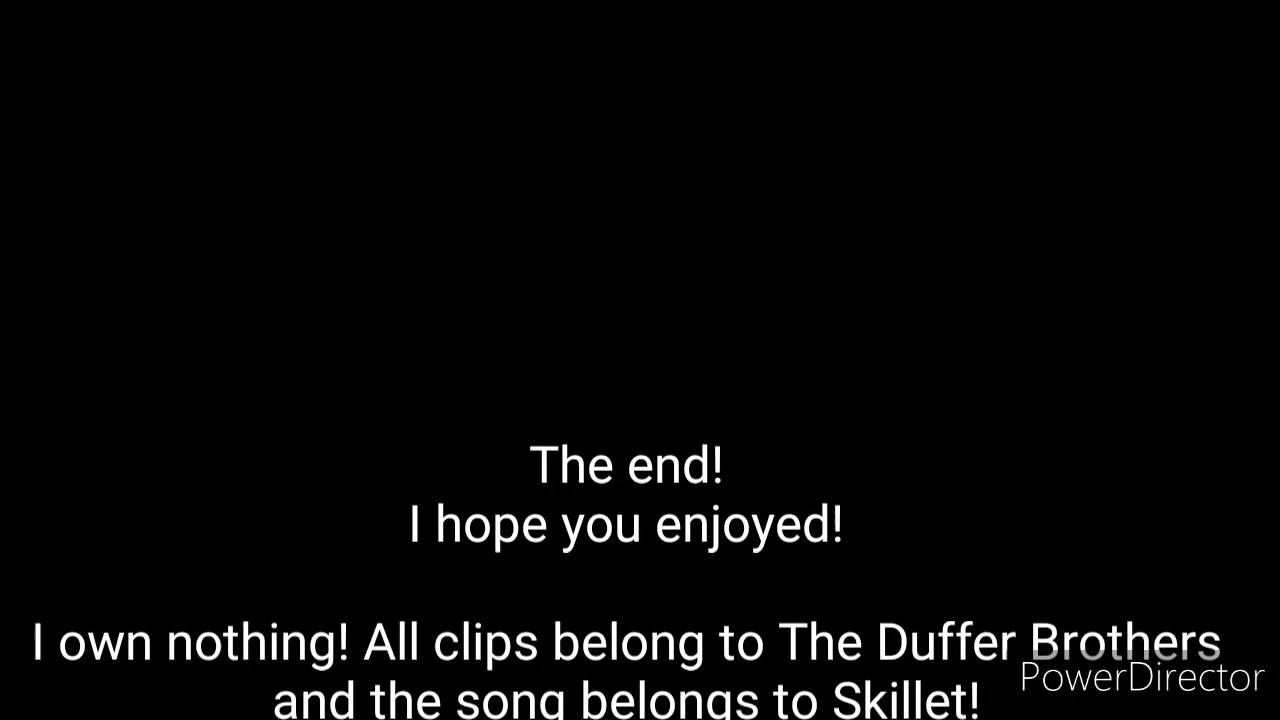 The end!
I hope you enjoyed!
I own nothing! All clips belong to The Duffer Brothers
and the song belongs to Skillet!
PowerDirector